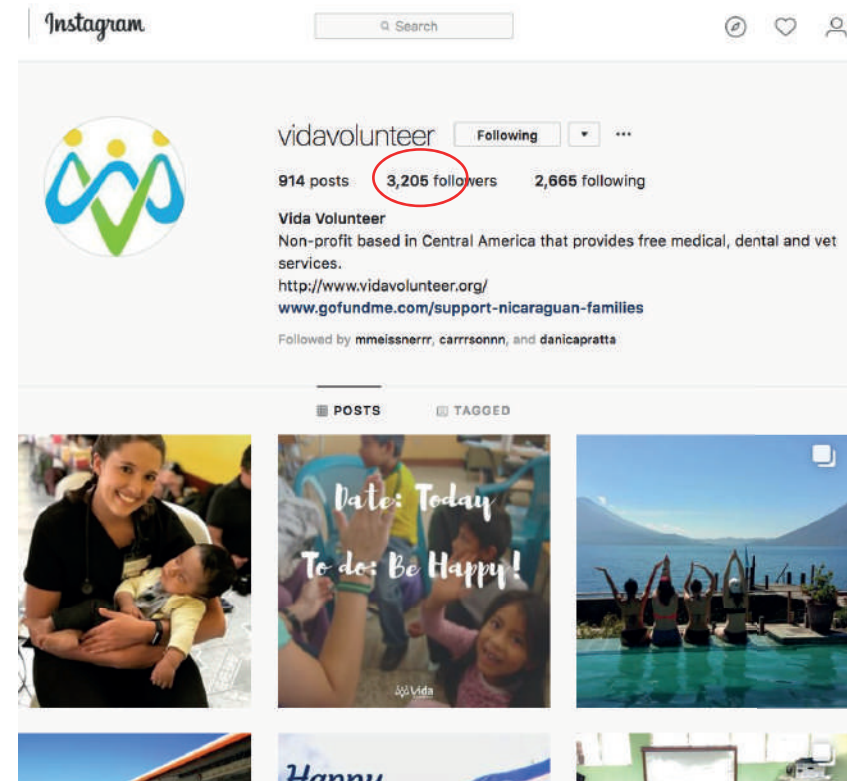 Instagram
Search
vidavolunteer Following
914 posts 3,205 followers 2,665 following
Vida Volunteer
Non-profit based in Central America that provides free medical, dental and vet
services.
http://www.vidavolunteer.org/
www.gofundme.com/support-nicaraguan-families
Followed by mmeissnerrr, carrrsonnn, and danicapratta
POSTS TAGGED
Date: Today
To do: Be Happy!
Vida
Happy